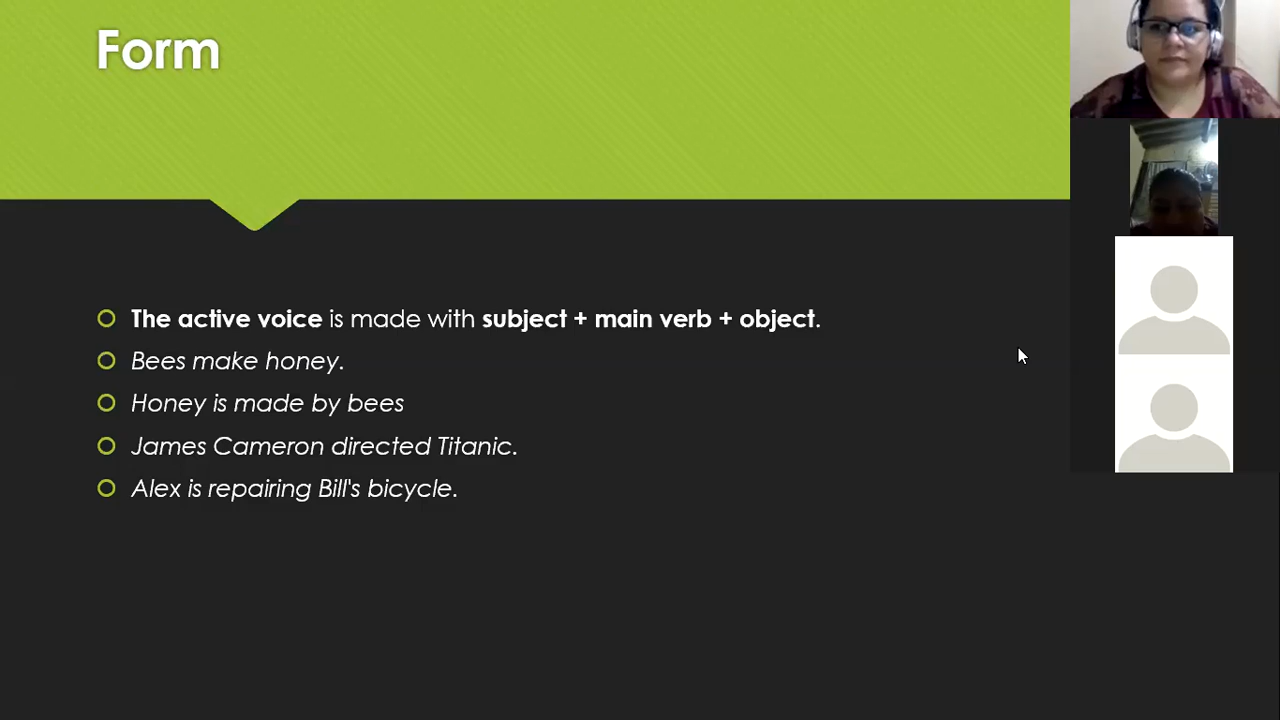 Form
The active voice is made with subject + main verb + object.
Bees make honey.
Honey is made by bees
James Cameron directed Titanic.
Alex is repairing Bill's bicycle.